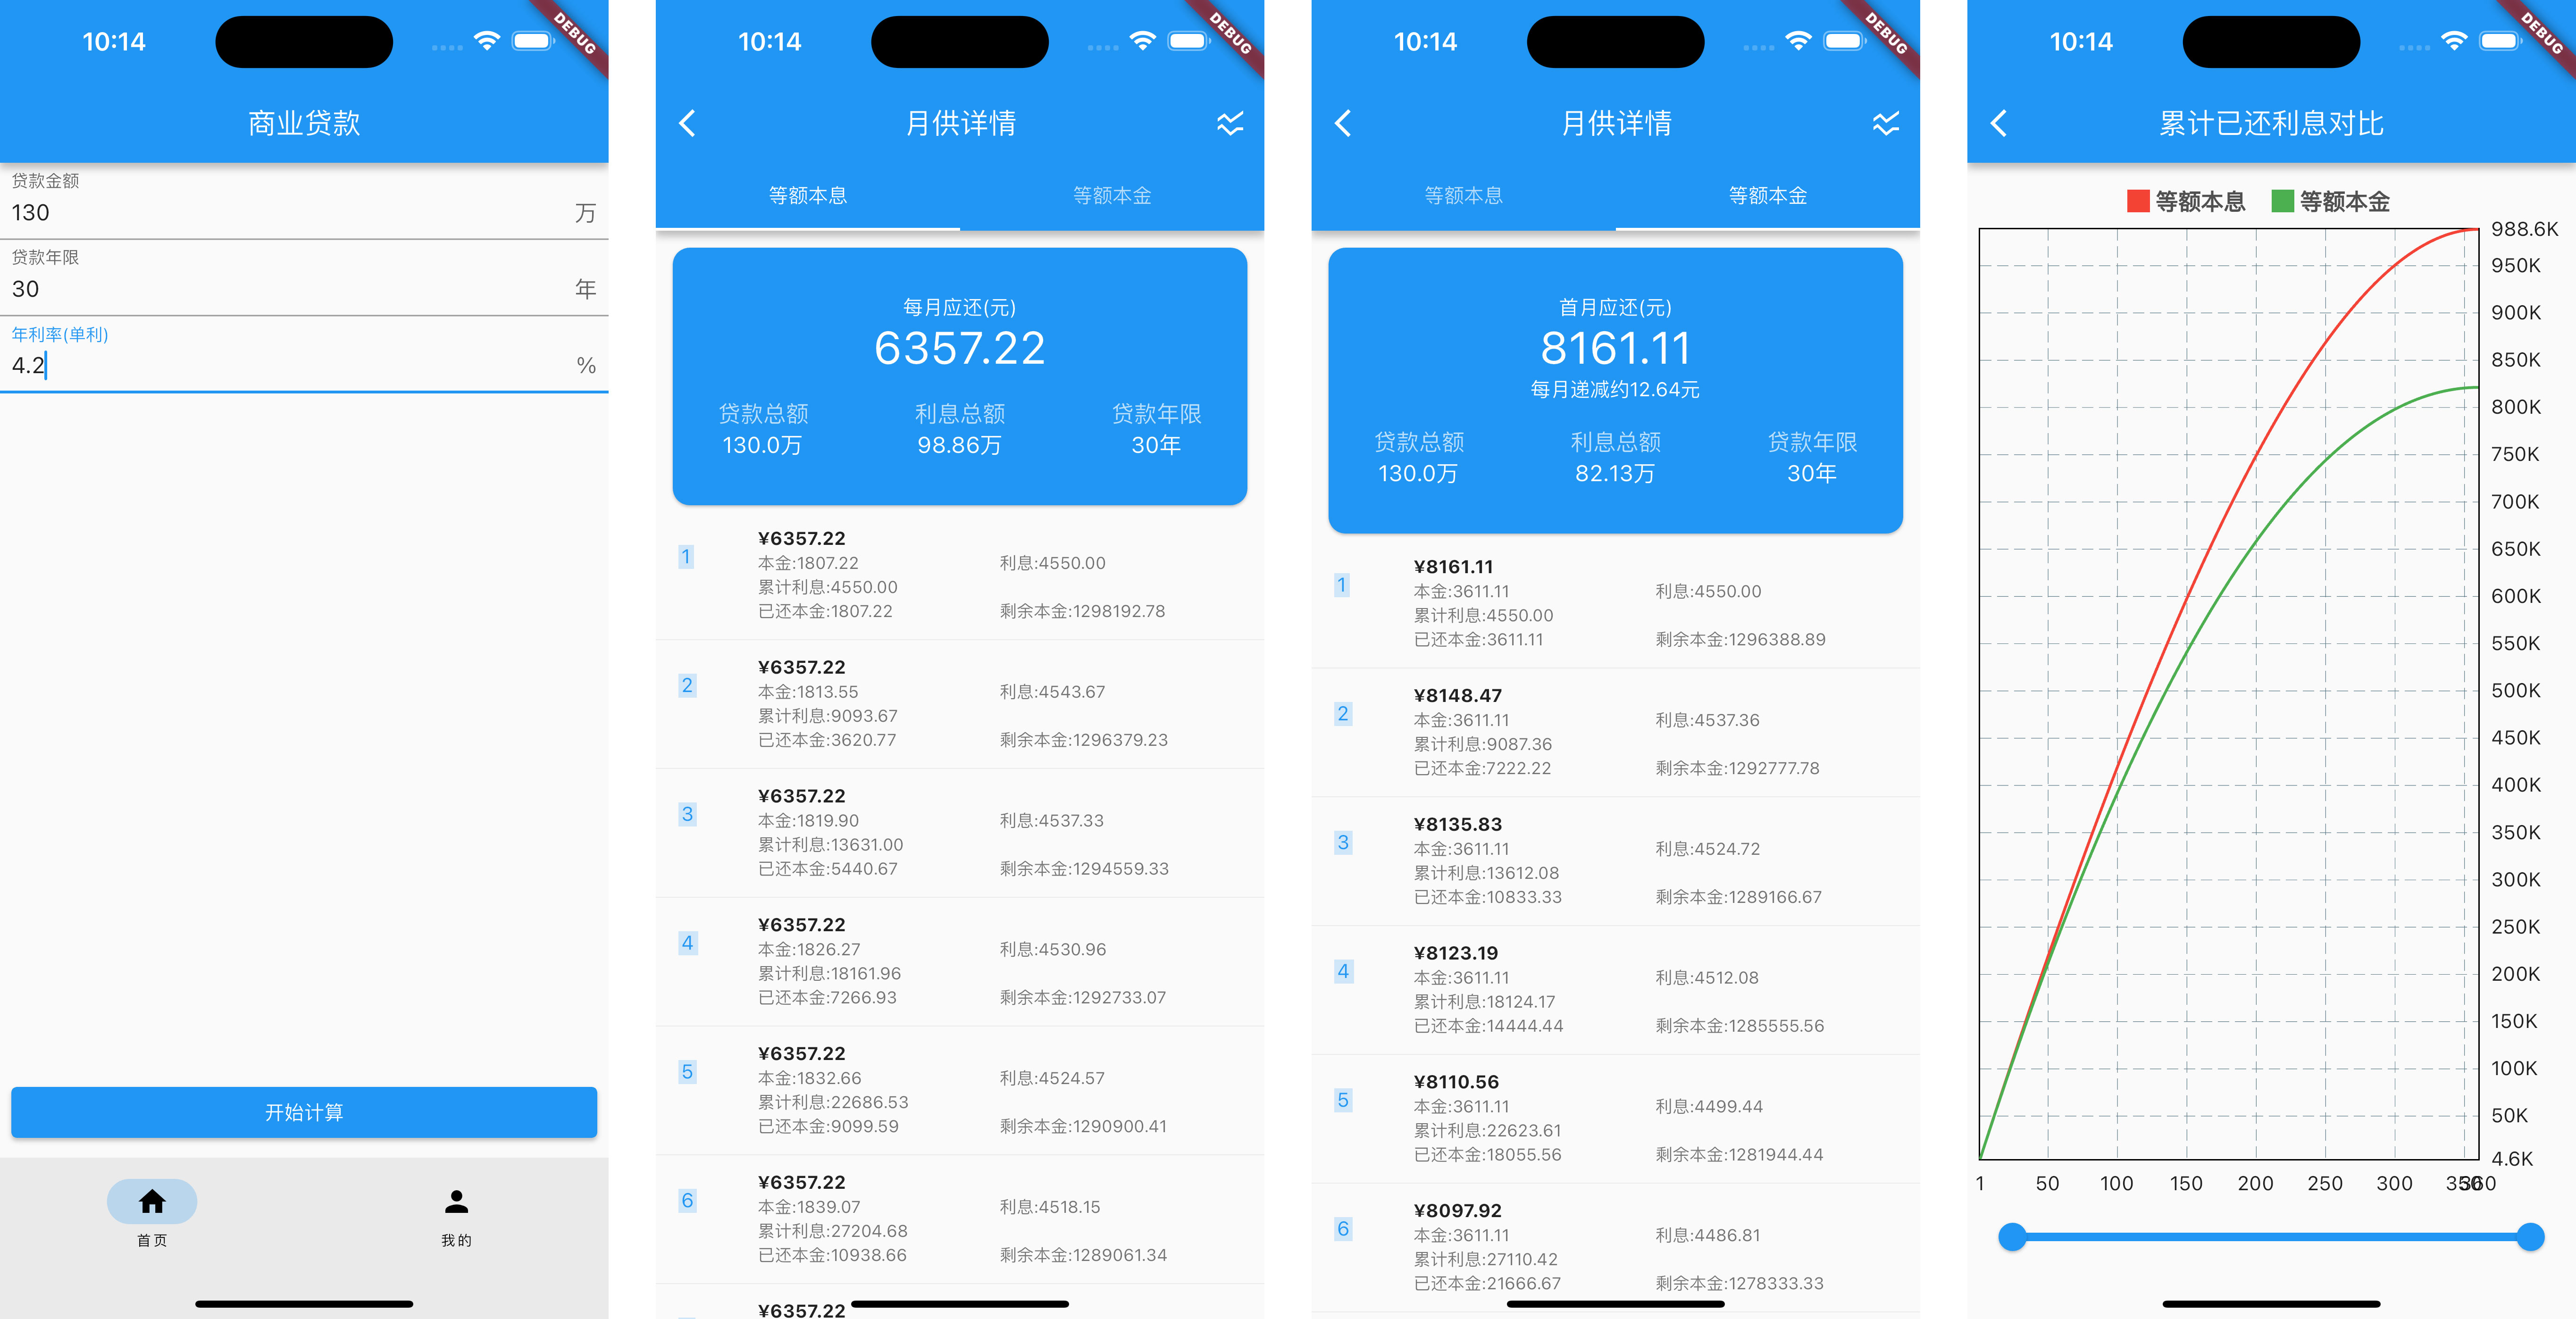 10:14
DEBUG
商业贷款
贷款金额
130 万
贷款年限
30 年
年利率(单利)
4.2 %
开始计算
首页 我的
10:14
DEBUG
月供详情
等额本息 等额本金
每月应还(元)
6357.22
贷款总额 利息总额 贷款年限
130.0万 98.86万 30年
¥6357.22
1
本金:1807.22 利息:4550.00
累计利息:4550.00
已还本金:1807.22 剩余本金:1298192.78
¥6357.22
2
本金:1813.55 利息:4543.67
累计利息:9093.67
已还本金:3620.77 剩余本金:1296379.23
¥6357.22
3
本金:1819.90 利息:4537.33
累计利息:13631.00
已还本金:5440.67 剩余本金:1294559.33
¥6357.22
4
本金:1826.27 利息:4530.96
累计利息:18161.96
已还本金:7266.93 剩余本金:1292733.07
¥6357.22
5
本金:1832.66 利息:4524.57
累计利息:22686.53
已还本金:9099.59 剩余本金:1290900.41
¥6357.22
6
本金:1839.07 利息:4518.15
累计利息:27204.68
已还本金:10938.66 剩余本金:1289061.34
¥6357.22
10:14
DEBUG
月供详情
等额本息 等额本金
首月应还(元)
8161.11
每月递减约12.64元
贷款总额 利息总额 贷款年限
130.0万 82.13万 30年
¥8161.11
1
本金:3611.11 利息:4550.00
累计利息:4550.00
已还本金:3611.11 剩余本金:1296388.89
¥8148.47
2
本金:3611.11 利息:4537.36
累计利息:9087.36
已还本金:7222.22 剩余本金:1292777.78
¥8135.83
3
本金:3611.11 利息:4524.72
累计利息:13612.08
已还本金:10833.33 剩余本金:1289166.67
¥8123.19
4
本金:3611.11 利息:4512.08
累计利息:18124.17
已还本金:14444.44 剩余本金:1285555.56
¥8110.56
5
本金:3611.11 利息:4499.44
累计利息:22623.61
已还本金:18055.56 剩余本金:1281944.44
¥8097.92
6
本金:3611.11 利息:4486.81
累计利息:27110.42
已还本金:21666.67 剩余本金:1278333.33
10:14
DEBUG
累计已还利息对比
等额本息 等额本金
988.6K
950K
900K
850K
800K
750K
700K
650K
600K
550K
500K
450K
400K
350K
300K
250K
200K
150K
100K
50K
4.6K
1 50 100 150 200 250 300 350 360